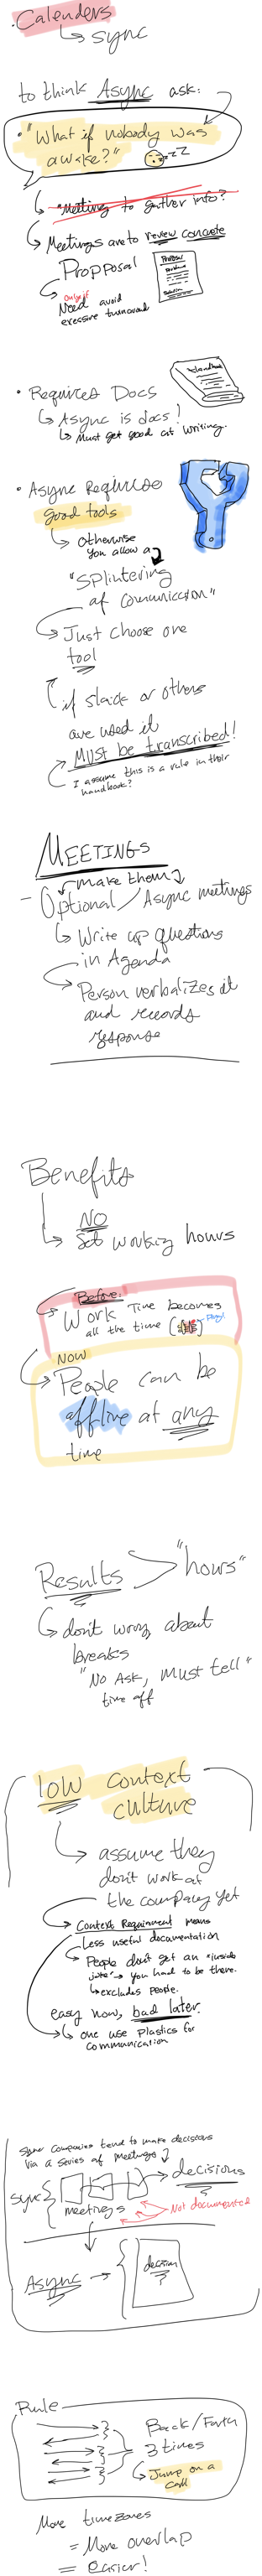 • Calenders
↳ sync
to think Async ask:
• "What if nobody was
awake?" zzZ
↳ "Meeting to gather info?
↳ Meetings are to review concrete
Propposal
Only if
Need avoid
excessive turnaround
Proposal
Problem
Solution
• Requires Docs
↳ Async is docs!
↳ Must get good at writing.
Handbook
• Async Requires
good tools
↳ otherwise
you allow a
"Splintering
of communiccation"
↳ Just choose one
tool
↳ if slack or others
are used it
MUST be transcribed!
↳ I assume this is a rule in their
handbook?
MEETINGS
make them
- Optional / Async meetings
↳ Write up questions
in Agenda
↳ Person verbalizes it
and records
response
Benefits
NO
↳ Set working hours
Before:
↳ Work Time becomes
all the time ( )
NOW
↳ People can be
offline at any
time
Results > "hours"
↳ don't worry about
breaks
"No Ask, must tell"
time off
low context
culture
↳ assume they
don't work at
the company yet
↳ Context Requirment means
Less useful documentation
↳ People don't get an "inside
joke" → you had to be there.
↳ excludes people.
easy now, bad later.
↳ one use plastics for
communication
Sync companies tend to make decisions
via a series of meetings
Sync { → decisions
meetings
Not documented
Async → { decision
Rule
Back/Forth
3 times
↳ Jump on a
call
More timezones
= More overlap
= easier!